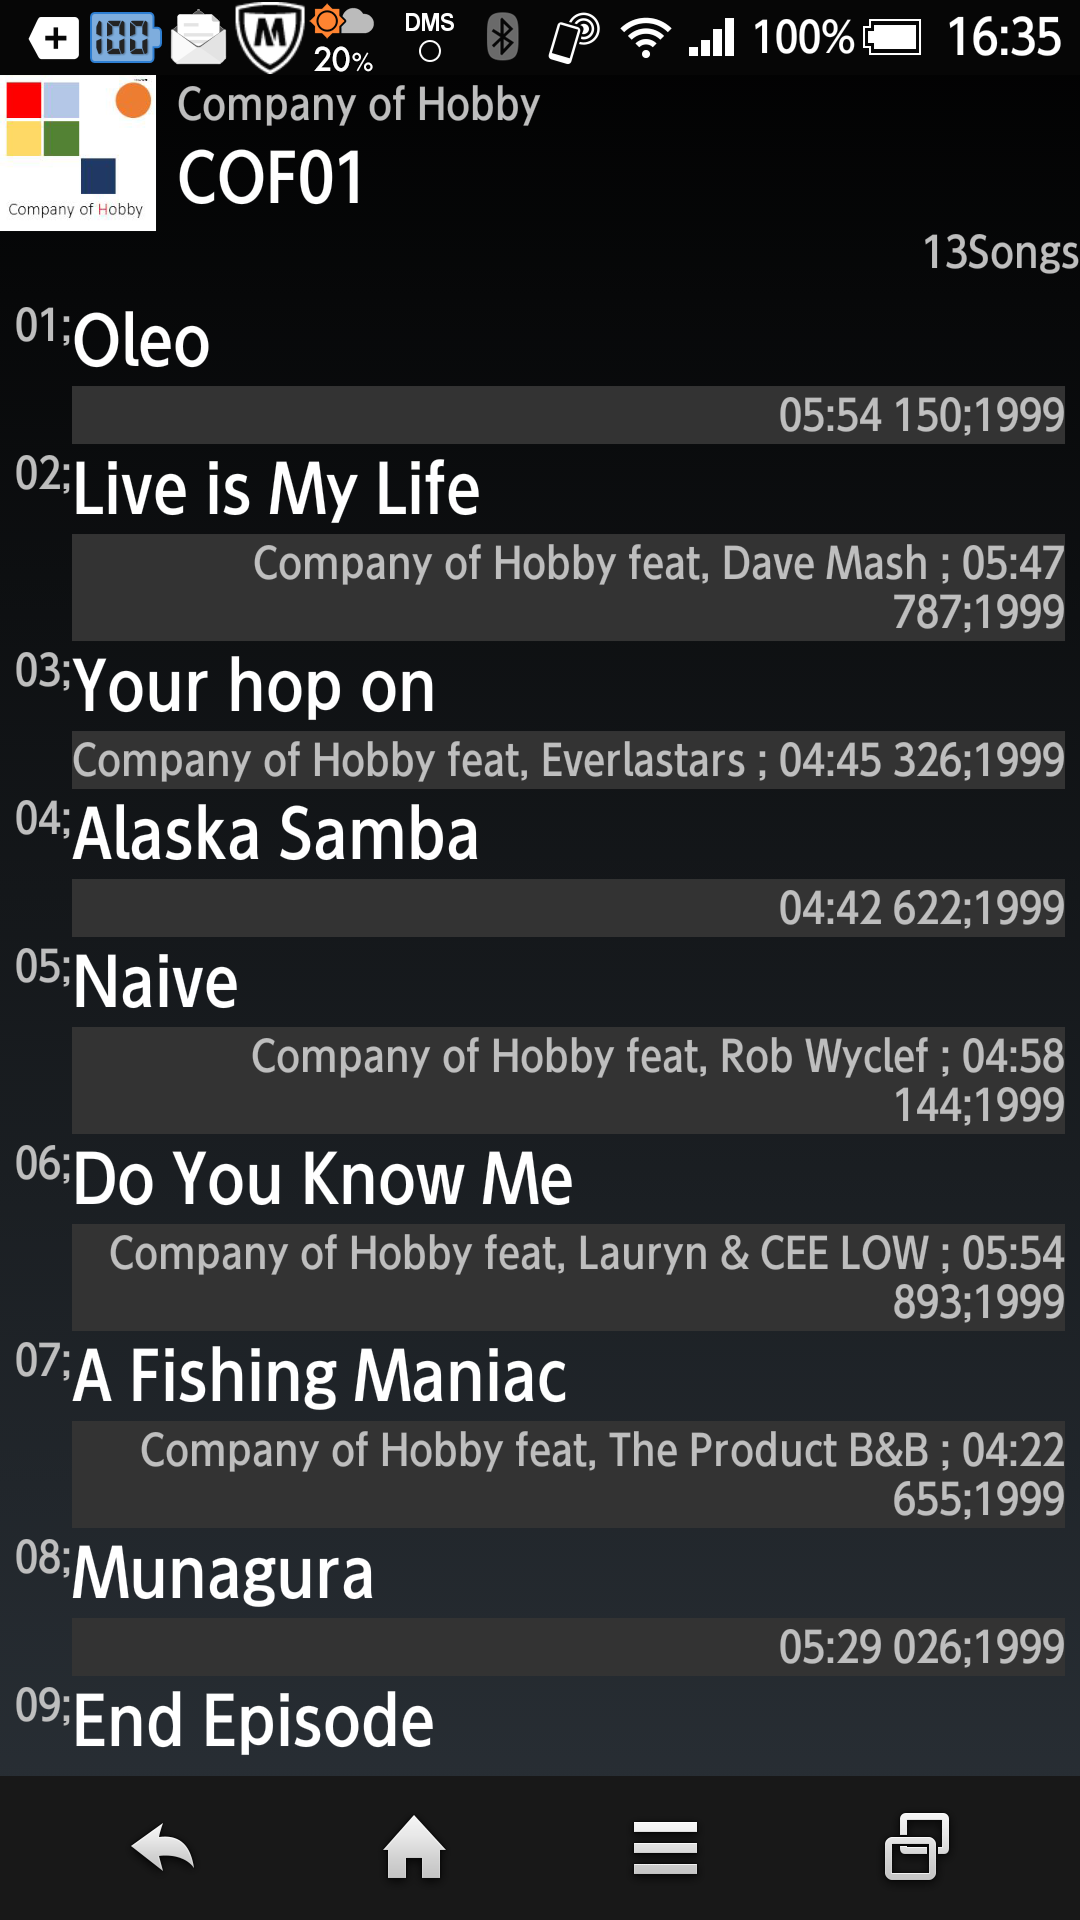 100
20%
DMS
100%
16:35
Company of Hobby
Company of Hobby
COF01
13Songs
01;Oleo
05:54 150;1999
02;Live is My Life
Company of Hobby feat, Dave Mash ; 05:47
787;1999
03;Your hop on
Company of Hobby feat, Everlastars ; 04:45 326;1999
04;Alaska Samba
04:42 622;1999
05;Naive
Company of Hobby feat, Rob Wyclef ; 04:58
144;1999
06;Do You Know Me
Company of Hobby feat, Lauryn & CEE LOW ; 05:54
893;1999
07;A Fishing Maniac
Company of Hobby feat, The Product B&B ; 04:22
655;1999
08;Munagura
05:29 026;1999
09;End Episode